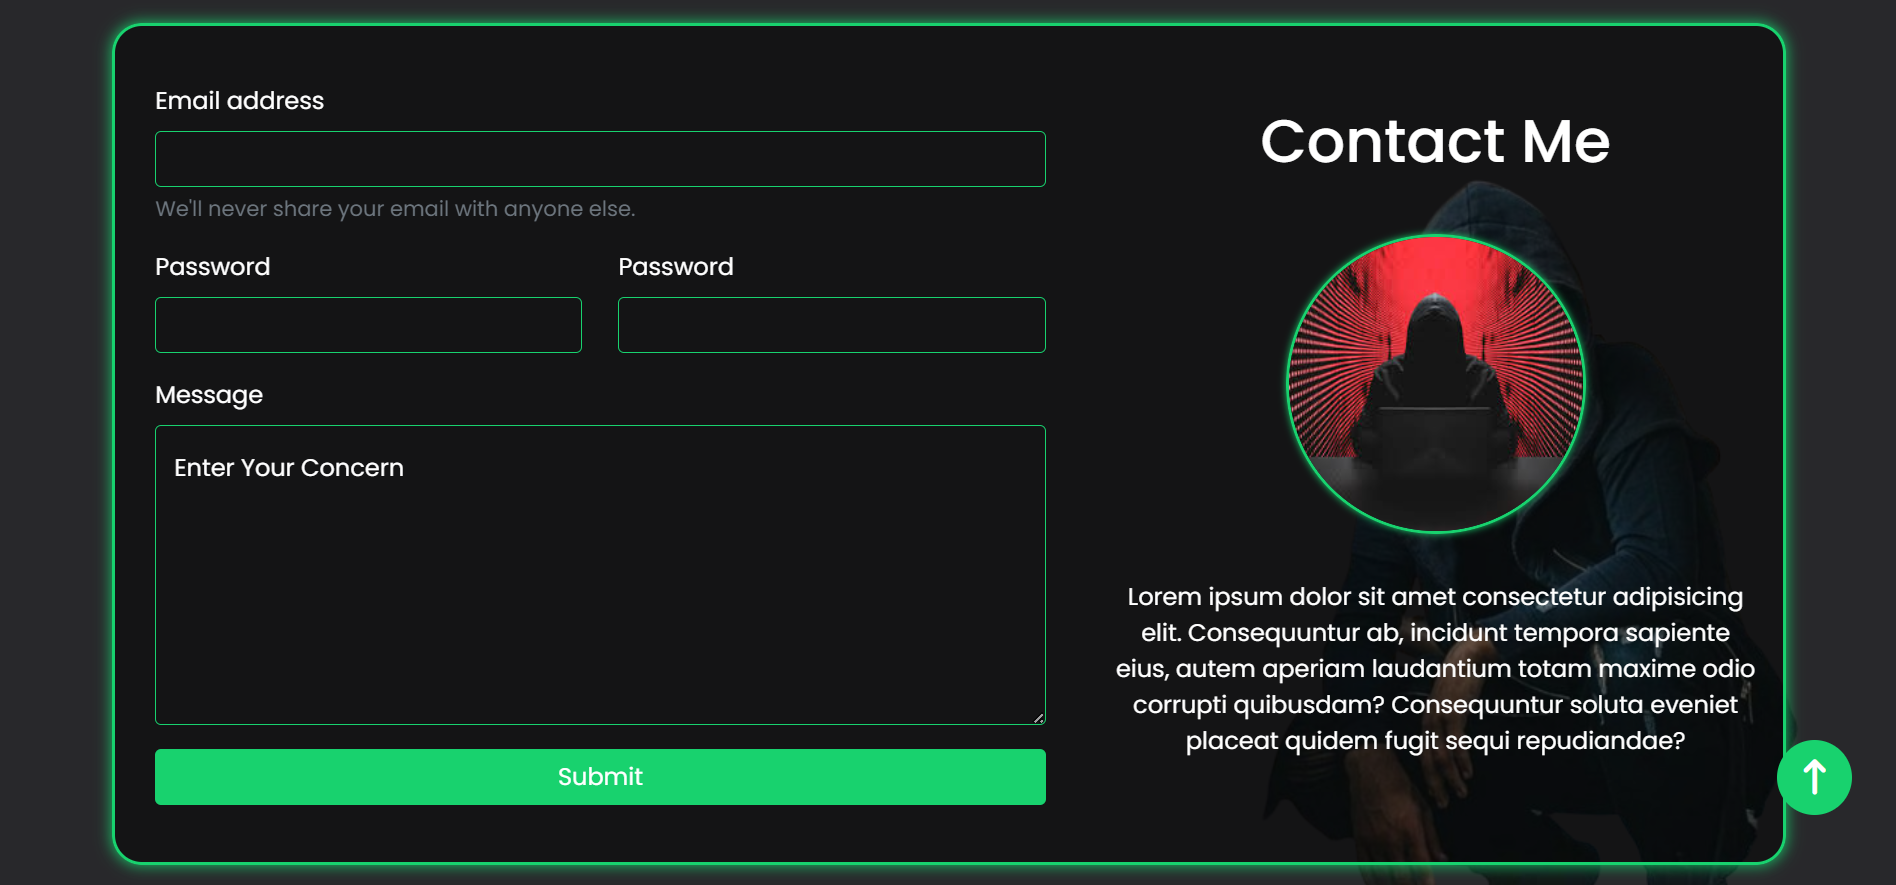 Email address
We'll never share your email with anyone else.
Password
Password
Message
Enter Your Concern
Submit
Contact Me
Lorem ipsum dolor sit amet consectetur adipisicing
elit. Consequuntur ab, incidunt tempora sapiente
eius, autem aperiam laudantium totam maxime odio
corrupti quibusdam? Consequuntur soluta eveniet
placeat quidem fugit sequi repudiandae?